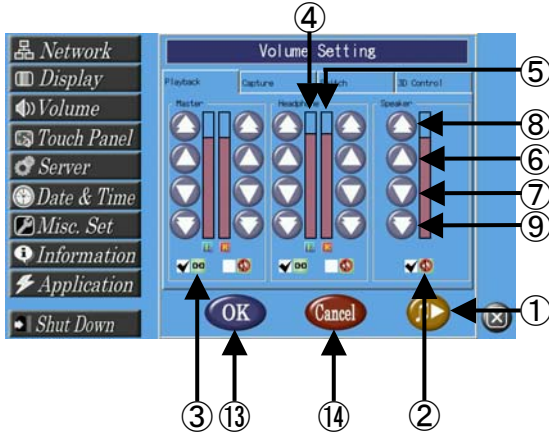 ④
⑤
Network
Display
Volume
Touch Panel
Server
Date & Time
Misc. Set
Information
Application
Shut Down
Volume Setting
Playback
Capture
3D Control
Master
Headphone
Speaker
⑧
⑥
⑦
⑨
OK
Cancel
①
③
⑬
⑭
②